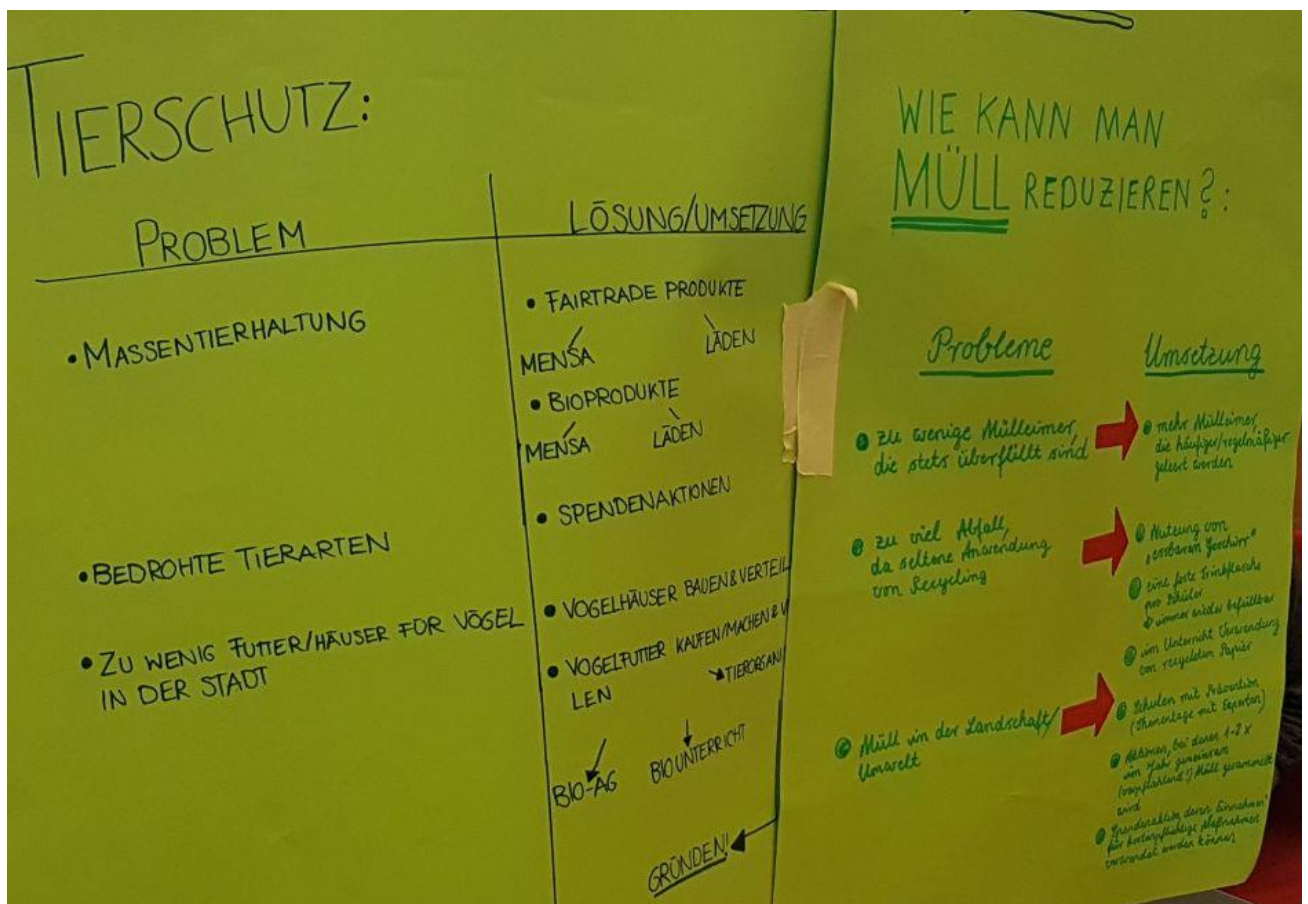 TIERSCHUTZ:
PROBLEM
LÖSUNG/UMSETZUNG
• MASSENTIERHALTUNG
• FAIRTRADE PRODUKTE
MENSA LÄDEN
• BIOPRODUKTE
MENSA LÄDEN
• SPENDENAKTIONEN
• BEDROHTE TIERARTEN
• ZU WENIG FUTTER/HÄUSER FÜR VÖGEL
IN DER STADT
• VOGELHÄUSER BAUEN & VERTEIL
• VOGELFUTTER KAUFEN/MACHEN & V
LEN
TIERORGANI
BIO-AG BIOUNTERRICHT
GRÜNDEN!
WIE KANN MAN
MÜLL REDUZIEREN?:
Probleme
Umsetzung
zu wenige Mülleimer,
die stets überfüllt sind
mehr Mülleimer,
die häufiger/regelmäßiger
geleert werden
zu viel Abfall,
da seltene Anwendung
von Recycling
Nutzung von
„essbaren Geschirr"
eine feste Trinkflasche
pro Schüler
immer wieder befüllbar
im Unterricht Verwendung
von recycelten Papier
Müll in der Landschaft/
Umwelt
Schulen mit Prävention
(Thementage mit Experten)
Aktionen, bei denen 1-2 x
im Jahr gemeinsam
Müll gesammelt
wird
Spendenaktion, deren Einnahmen
für kostenpflichtige Maßnahmen
verwendet werden können